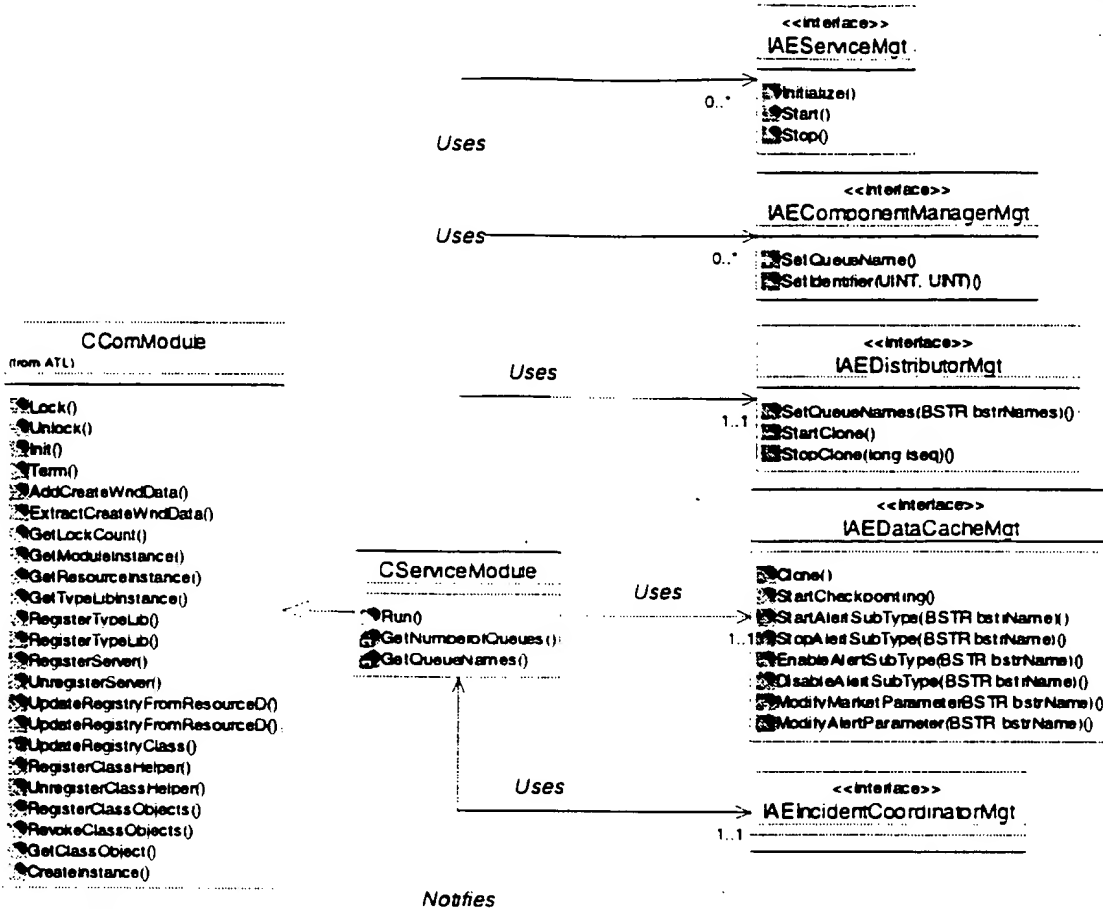 <<interface>>
IAEServiceMgt
Initialize()
Start()
Stop()
0..*
Uses
<<interface>>
IAEComponentManagerMgt
SetQueueName()
SetIdentifier(UINT, UINT)()
Uses
0..*
<<interface>>
IAEDistributorMgt
SetQueueNames(BSTR bstrNames)()
StartClone()
StopClone(long lseq)()
Uses
1..1
CComModule
(from ATL)
Lock()
Unlock()
Init()
Term()
AddCreateWndData()
ExtractCreateWndData()
GetLockCount()
GetModuleInstance()
GetResourceInstance()
GetTypeLibInstance()
RegisterTypeLib()
RegisterTypeLib()
RegisterServer()
UnregisterServer()
UpdateRegistryFromResourceD()
UpdateRegistryFromResourceD()
UpdateRegistryClass()
RegisterClassHelper()
UnregisterClassHelper()
RegisterClassObjects()
RevokeClassObjects()
GetClassObject()
CreateInstance()
CServiceModule
Run()
GetNumberofQueues()
GetQueueNames()
Uses
1..1
<<interface>>
IAEDataCacheMgt
Clone()
StartCheckpointing()
StartAlertSubType(BSTR bstrName)()
StopAlertSubType(BSTR bstrName)()
EnableAlertSubType(BSTR bstrName)()
DisableAlertSubType(BSTR bstrName)()
ModifyMarketParameter(BSTR bstrName)()
ModifyAlertParameter(BSTR bstrName)()
Uses
1..1
<<interface>>
IAEIncidentCoordinatorMgt
Notifies